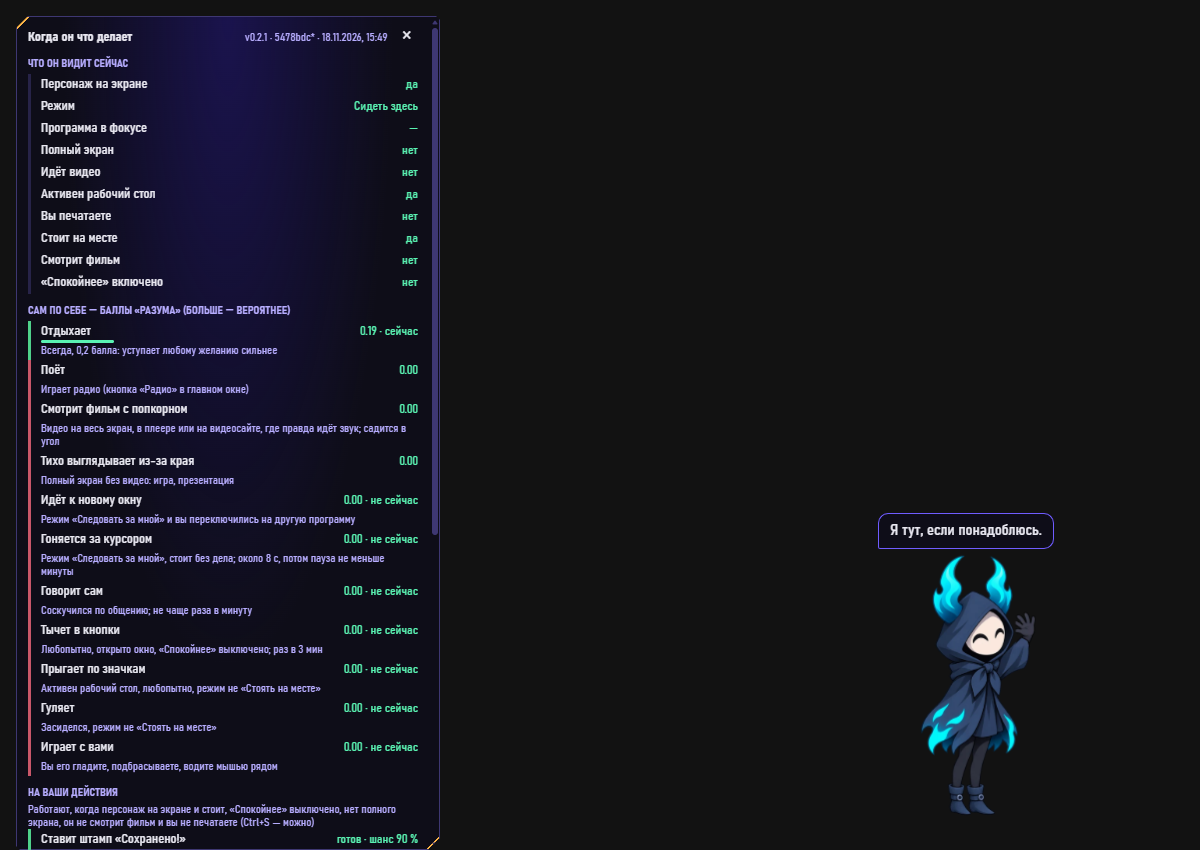 Когда он что делает
v0.2.1 · 5478bdc* · 18.11.2026, 15:49 ×
ЧТО ОН ВИДИТ СЕЙЧАС
Персонаж на экране да
Режим Сидеть здесь
Программа в фокусе —
Полный экран нет
Идёт видео нет
Активен рабочий стол да
Вы печатаете нет
Стоит на месте да
Смотрит фильм нет
«Спокойнее» включено нет
САМ ПО СЕБЕ — БАЛЛЫ «РАЗУМА» (БОЛЬШЕ — ВЕРОЯТНЕЕ)
Отдыхает 0.19 · сейчас
Всегда, 0,2 балла: уступает любому желанию сильнее
Поёт 0.00
Играет радио (кнопка «Радио» в главном окне)
Смотрит фильм с попкорном 0.00
Видео на весь экран, в плеере или на видеосайте, где правда идёт звук; садится в
угол
Тихо выглядывает из-за края 0.00
Полный экран без видео: игра, презентация
Идёт к новому окну 0.00 · не сейчас
Режим «Следовать за мной» и вы переключились на другую программу
Гоняется за курсором 0.00 · не сейчас
Режим «Следовать за мной», стоит без дела; около 8 с, потом пауза не меньше
минуты
Говорит сам 0.00 · не сейчас
Соскучился по общению; не чаще раза в минуту
Тычет в кнопки 0.00 · не сейчас
Любопытно, открыто окно, «Спокойнее» выключено; раз в 3 мин
Прыгает по значкам 0.00 · не сейчас
Активен рабочий стол, любопытно, режим не «Стоять на месте»
Гуляет 0.00 · не сейчас
Засиделся, режим не «Стоять на месте»
Играет с вами 0.00 · не сейчас
Вы его гладите, подбрасываете, водите мышью рядом
НА ВАШИ ДЕЙСТВИЯ
Работают, когда персонаж на экране и стоит, «Спокойнее» выключено, нет полного
экрана, он не смотрит фильм и вы не печатаете (Ctrl+S — можно)
Ставит штамп «Сохранено!» готов · шанс 90 %
Я тут, если понадоблюсь.